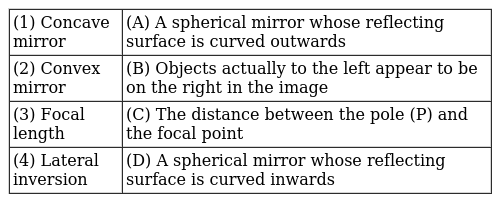 (1) Concave
mirror
(A) A spherical mirror whose reflecting
surface is curved outwards
(2) Convex
mirror
(B) Objects actually to the left appear to be
on the right in the image
(3) Focal
length
(C) The distance between the pole (P) and
the focal point
(4) Lateral
inversion
(D) A spherical mirror whose reflecting
surface is curved inwards